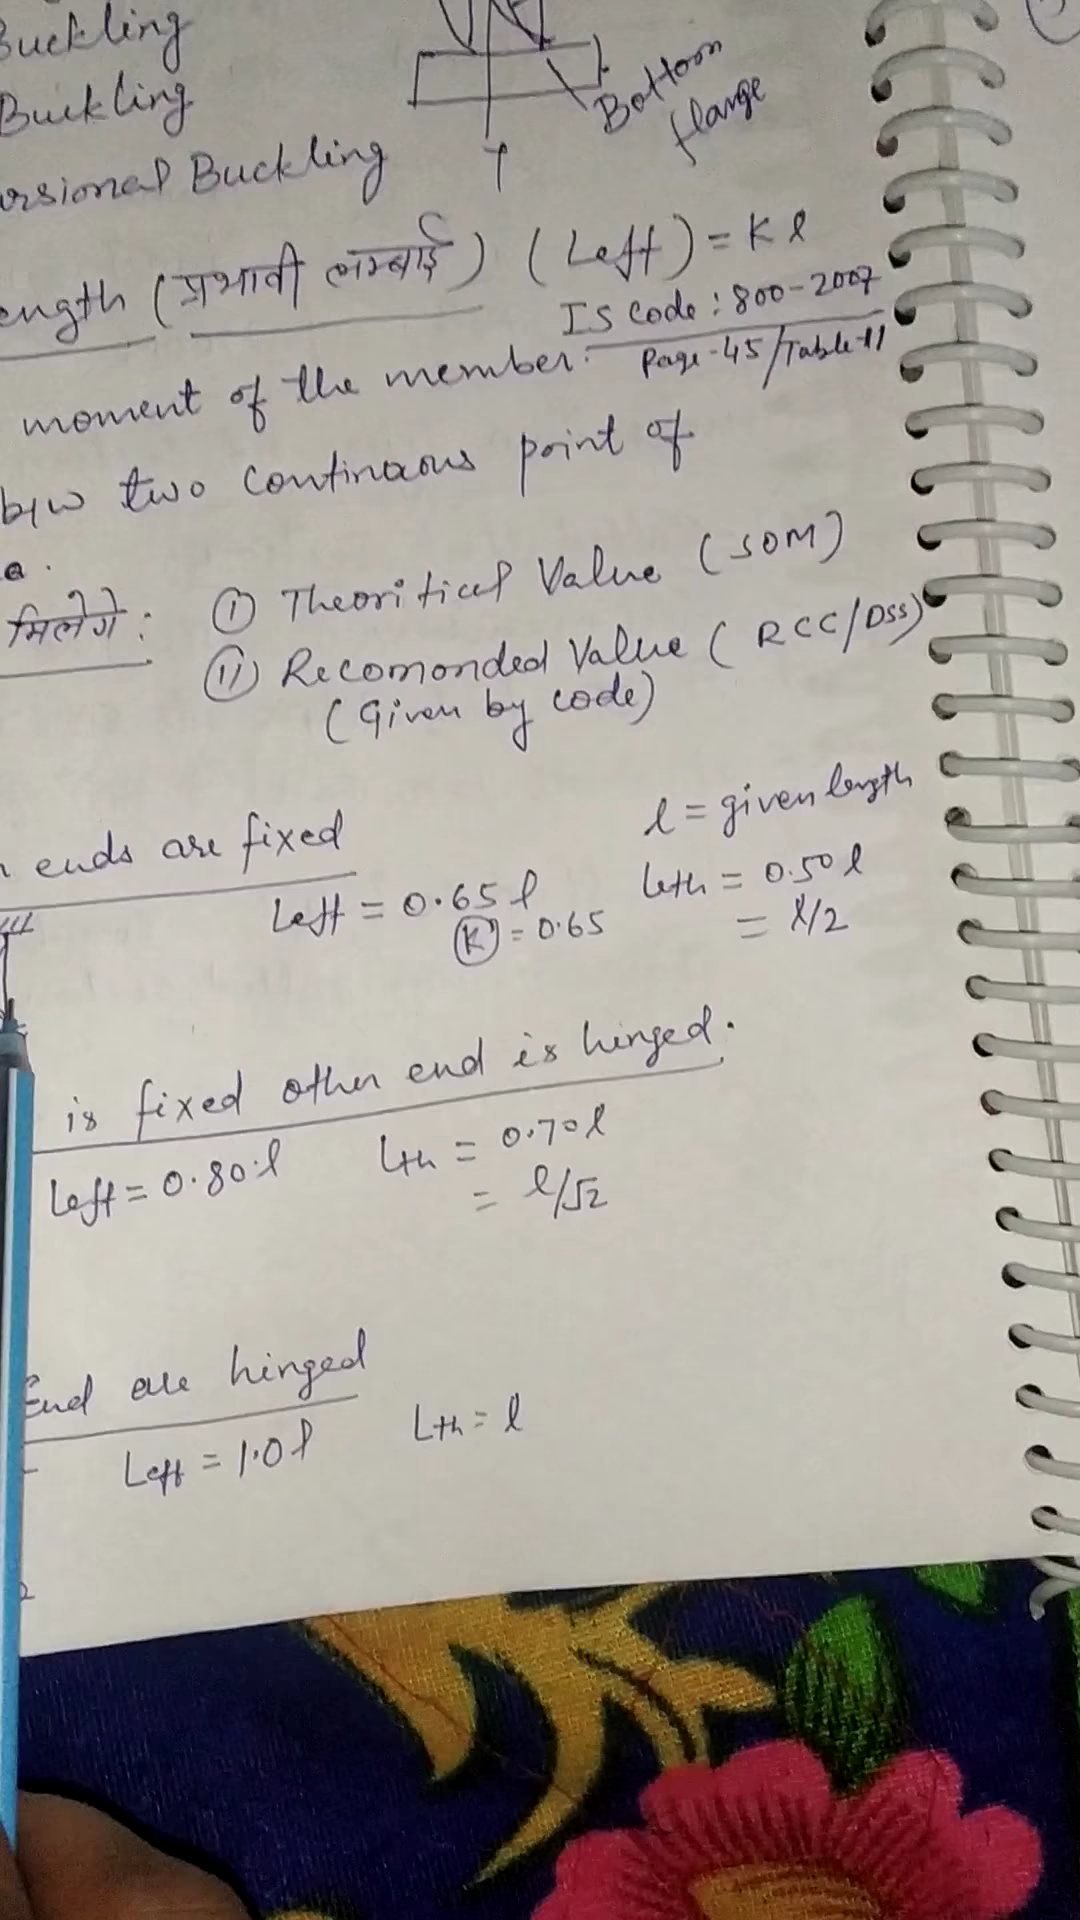 Buckling
Buckling
Bottom
flange
ersional Buckling
ength (प्रभावी लम्बाई) (Leff) = K l
IS Code : 800-2007
Page-45/Table-11
moment of the member.
b/w two continuous point of
मिलेगे :
(i) Theoritical Value (SOM)
(ii) Recomonded Value (RCC/DSS)
(Given by code)
l = given length
ends are fixed
Leff = 0.65 l
Leth = 0.50 l
K = 0.65
= l/2
is fixed other end is hinged.
Leff = 0.80 l
Lth = 0.70 l
= l/√2
End are hinged
Leff = 1.0 l
Lth = l